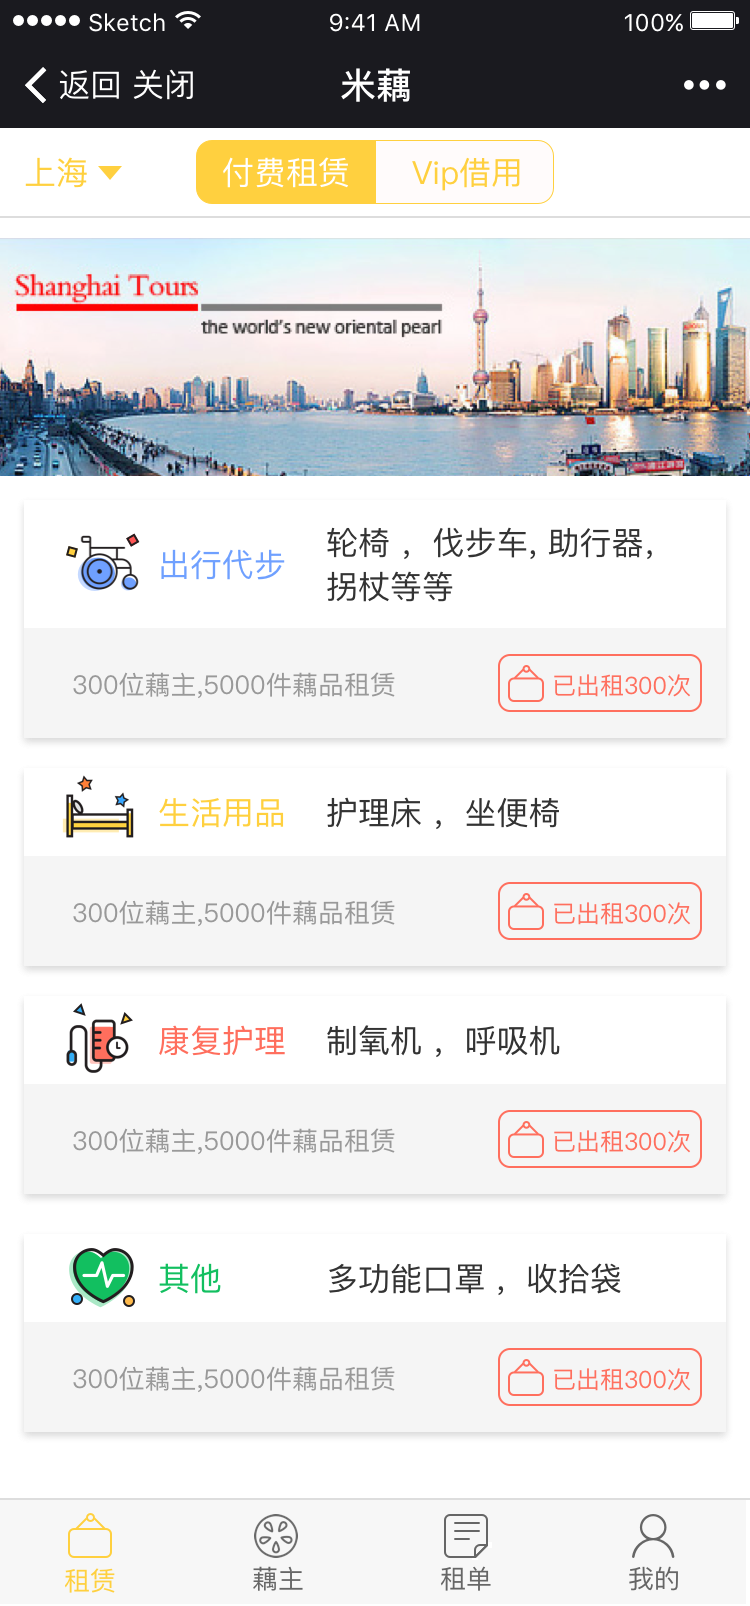 Sketch 9:41 AM 100%
返回 关闭 米藕
上海 付费租赁 Vip借用
Shanghai Tours
the world's new oriental pearl
出行代步 轮椅 ，伐步车, 助行器,
拐杖等等
300位藕主,5000件藕品租赁 已出租300次
生活用品 护理床 ，坐便椅
300位藕主,5000件藕品租赁 已出租300次
康复护理 制氧机 ，呼吸机
300位藕主,5000件藕品租赁 已出租300次
其他 多功能口罩 ，收拾袋
300位藕主,5000件藕品租赁 已出租300次
租赁 藕主 租单 我的